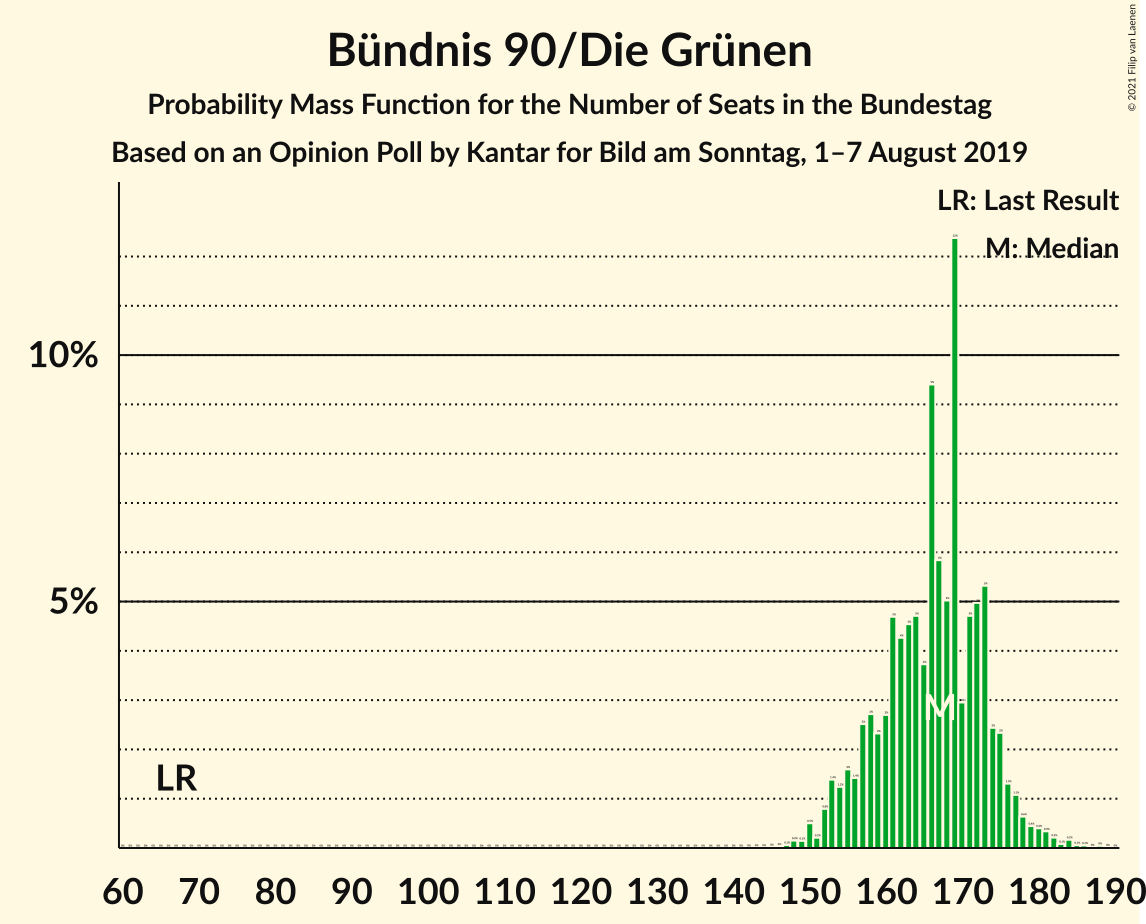 Bündnis 90/Die Grünen
Probability Mass Function for the Number of Seats in the Bundestag
Based on an Opinion Poll by Kantar for Bild am Sonntag, 1–7 August 2019
© 2021 Filip van Laenen
LR: Last Result
M: Median
10%
5%
LR
M
60 70 80 90 100 110 120 130 140 150 160 170 180 190